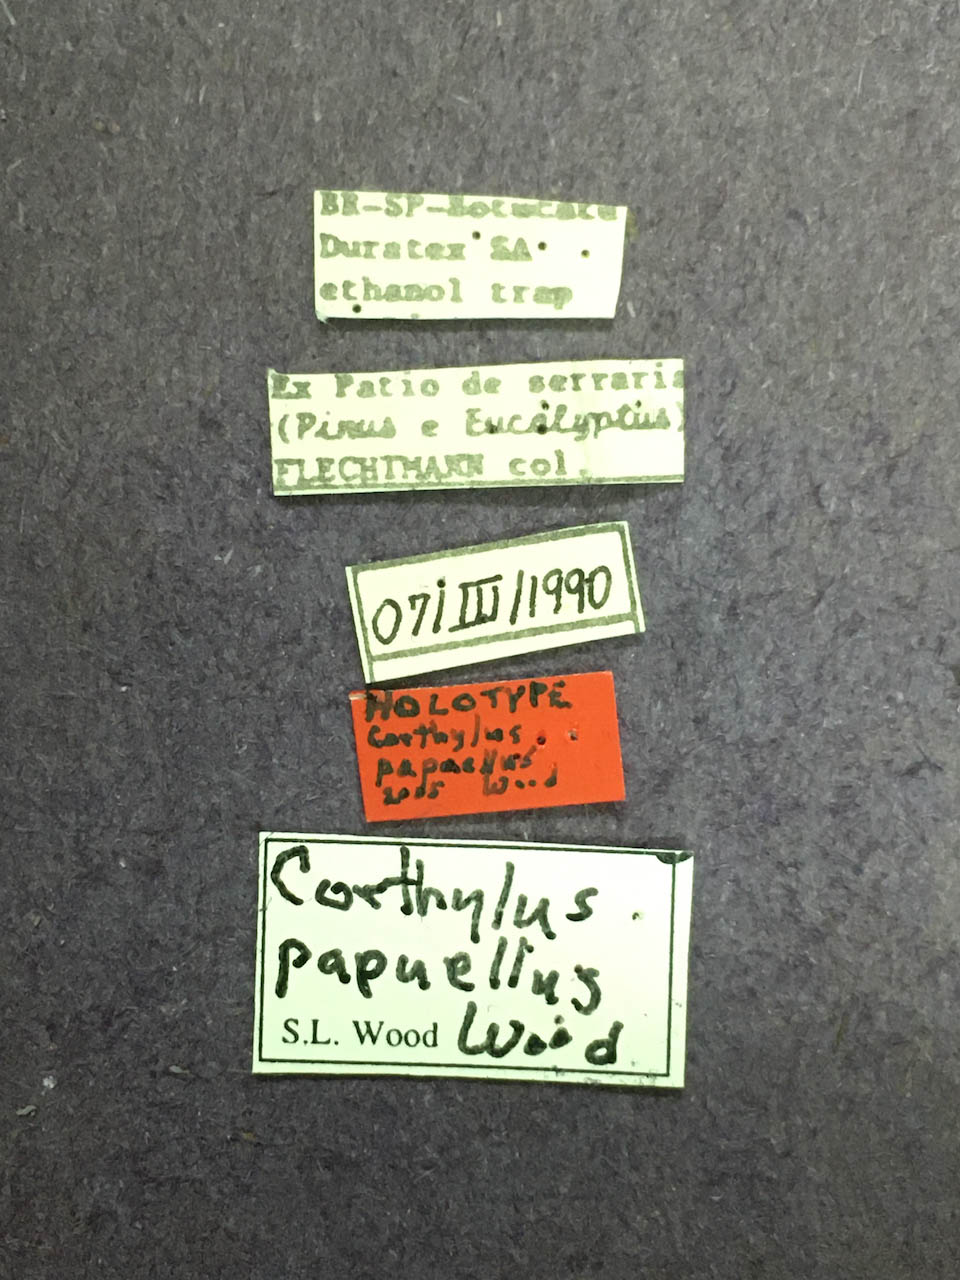 BR-SP-Botucatu
Duratex SA
ethanol trap
Ex Patio de serraria
(Pinus e Eucalyptus)
FLECHTMANN col.
07/III/1990
HOLOTYPE
Corthylus
papuellus
2005 Wood
Corthylus
papuellus
S.L. Wood Wood